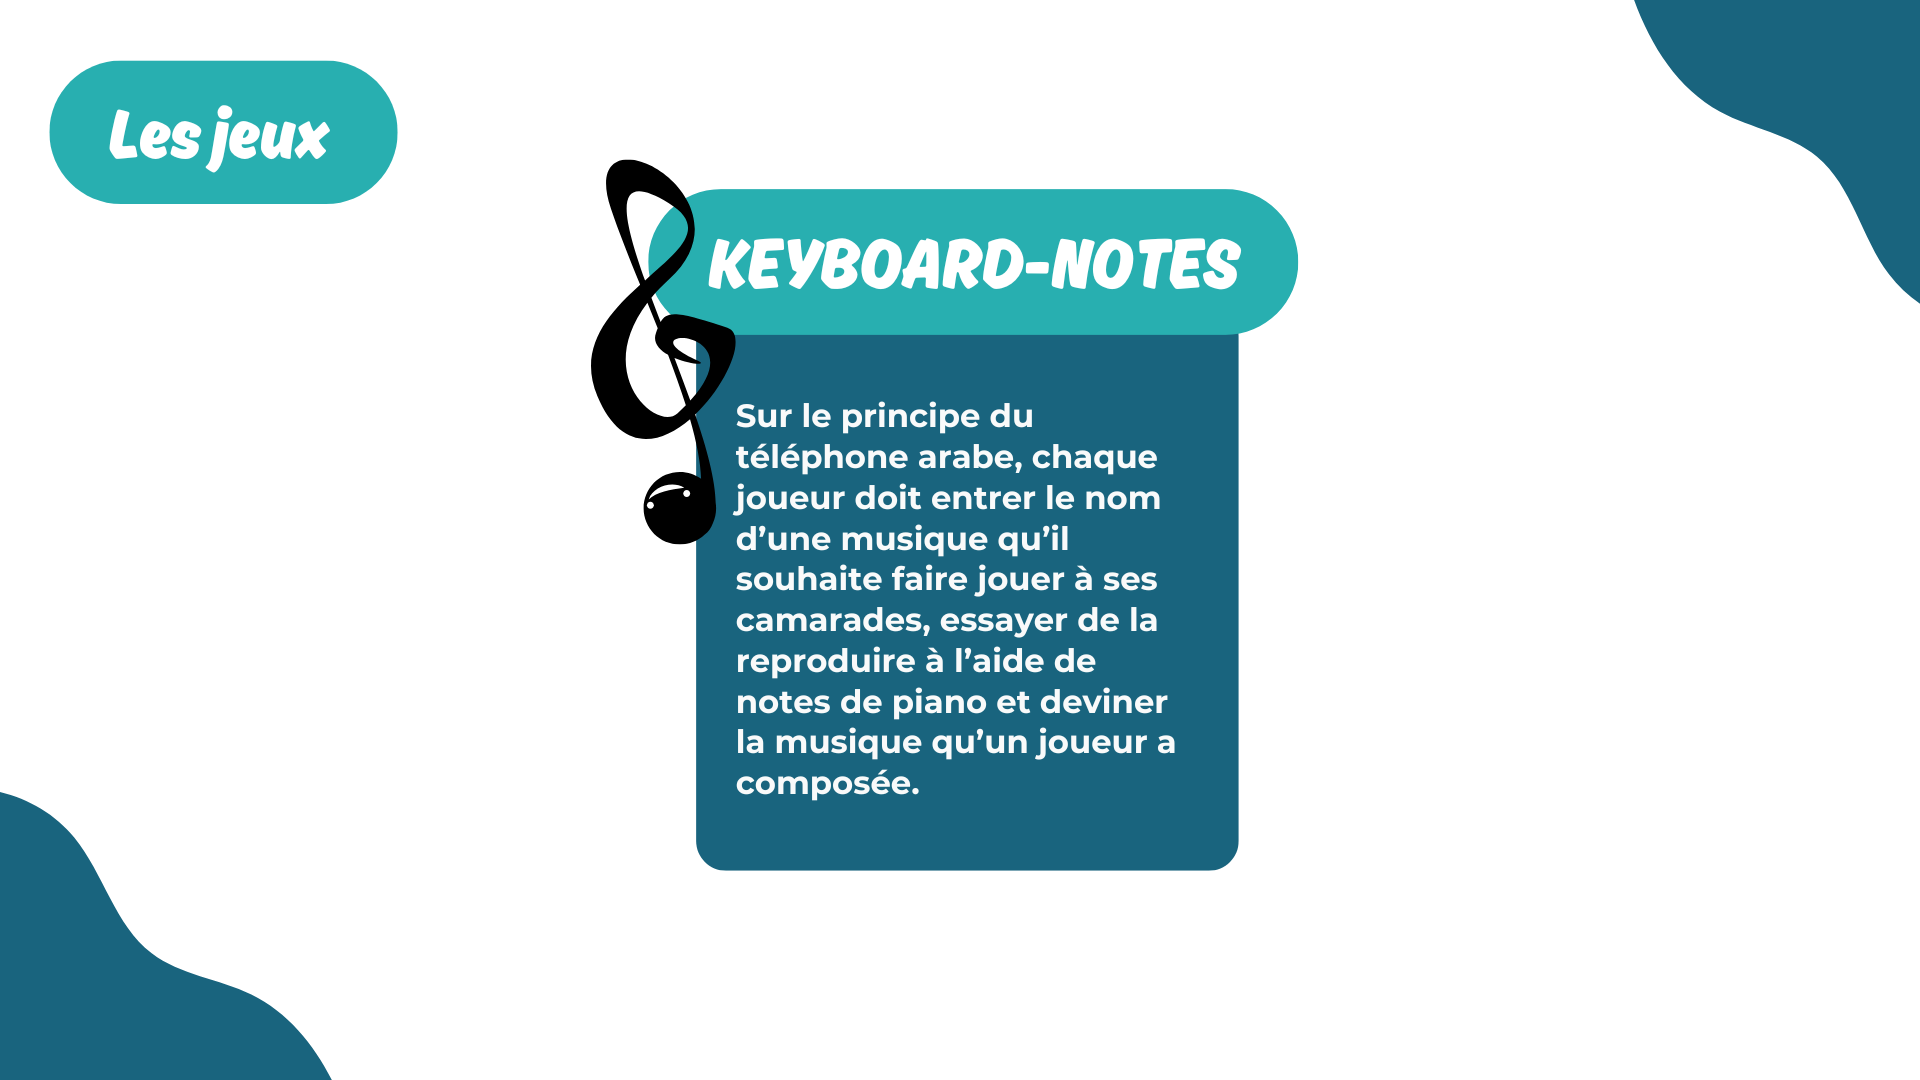 Les jeux
KEYBOARD-NOTES
Sur le principe du
téléphone arabe, chaque
joueur doit entrer le nom
d’une musique qu’il
souhaite faire jouer à ses
camarades, essayer de la
reproduire à l’aide de
notes de piano et deviner
la musique qu’un joueur a
composée.